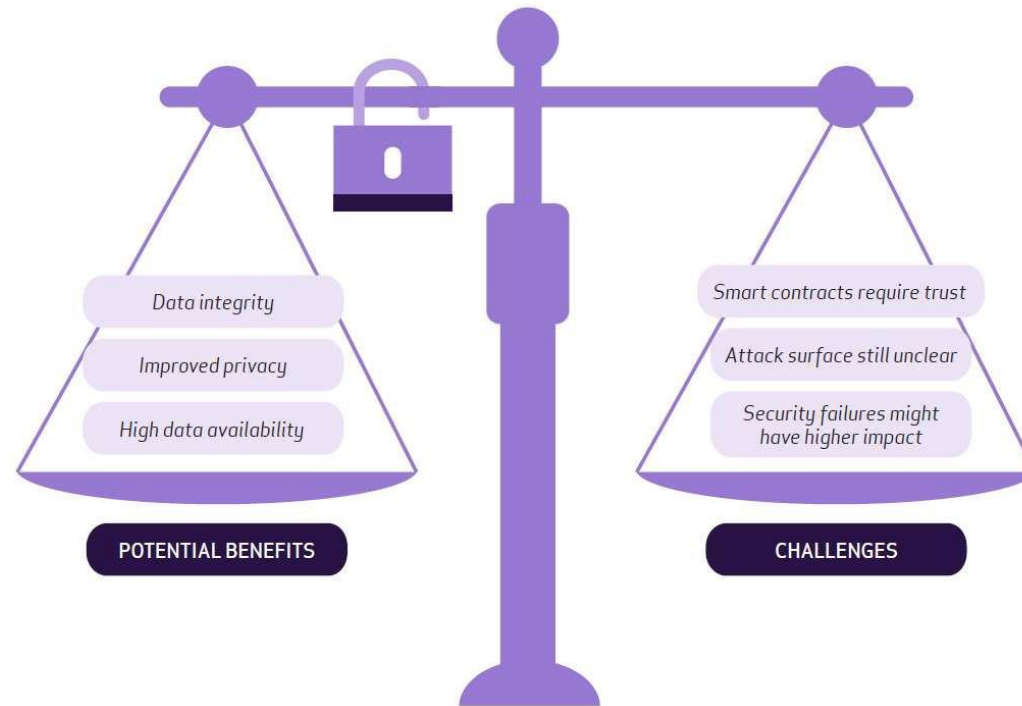 Data integrity
Improved privacy
High data availability
POTENTIAL BENEFITS
Smart contracts require trust
Attack surface still unclear
Security failures might
have higher impact
CHALLENGES